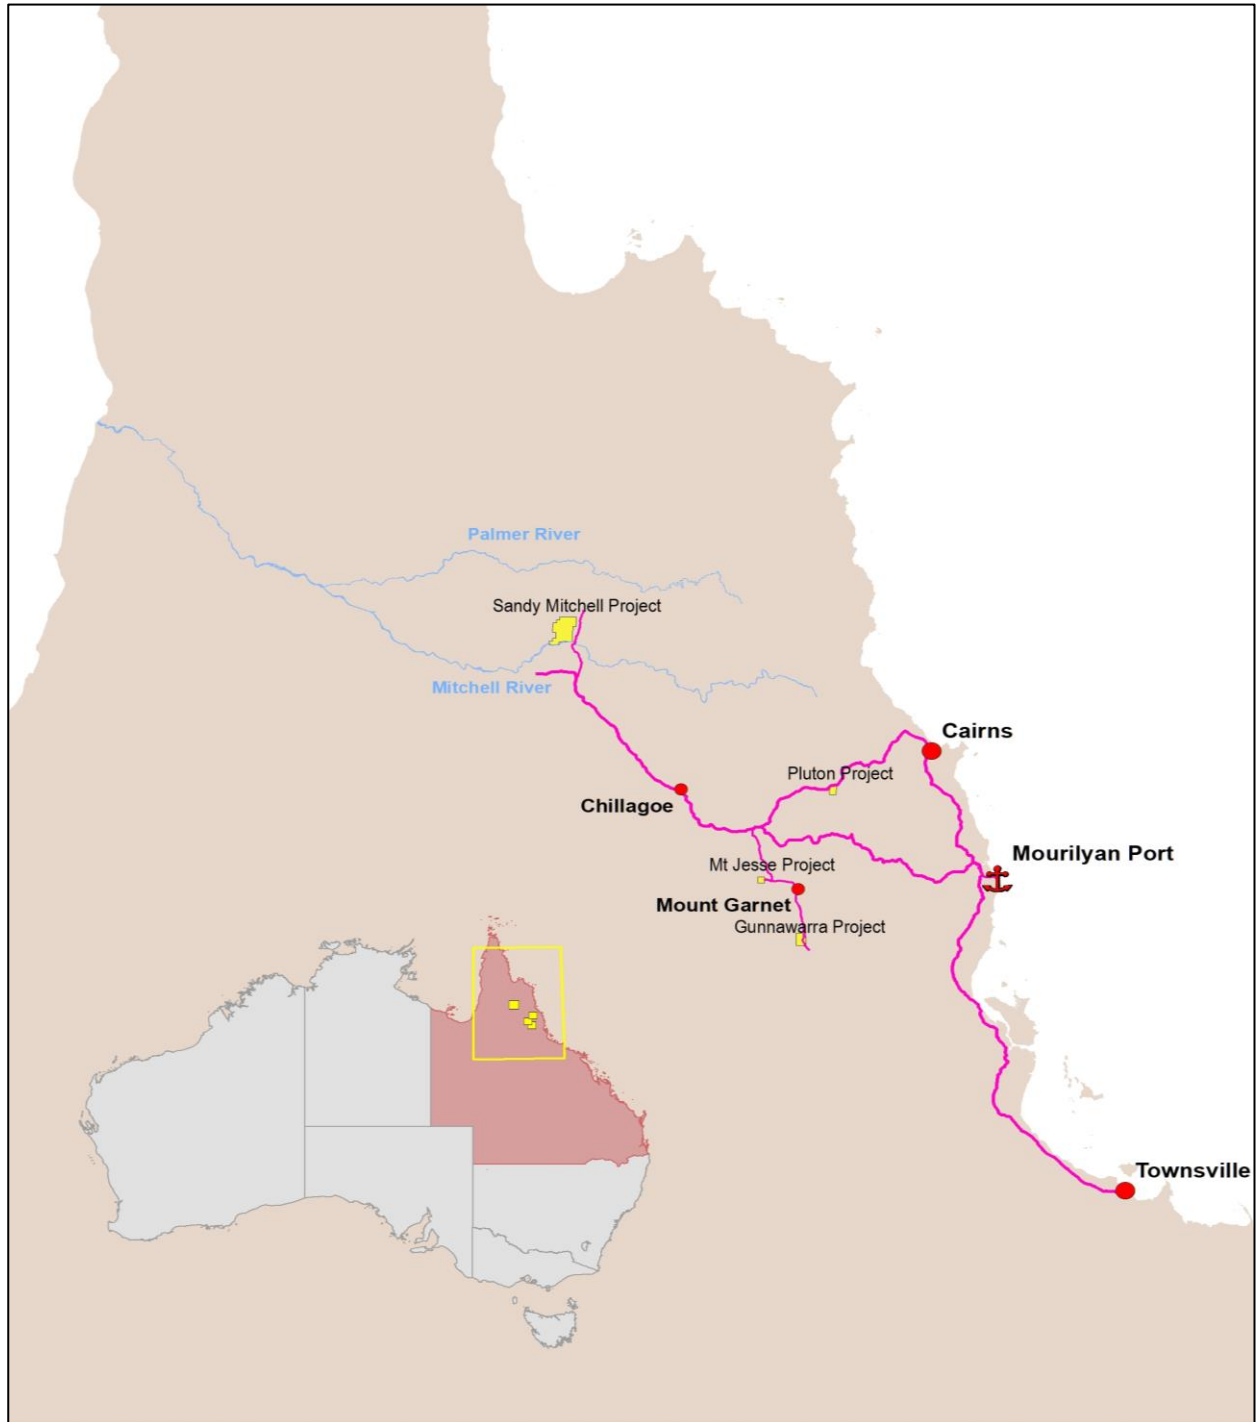 Palmer River
Sandy Mitchell Project
Mitchell River
Cairns
Pluton Project
Chillagoe
Mourilyan Port
Mt Jesse Project
Mount Garnet
Gunnawarra Project
Townsville